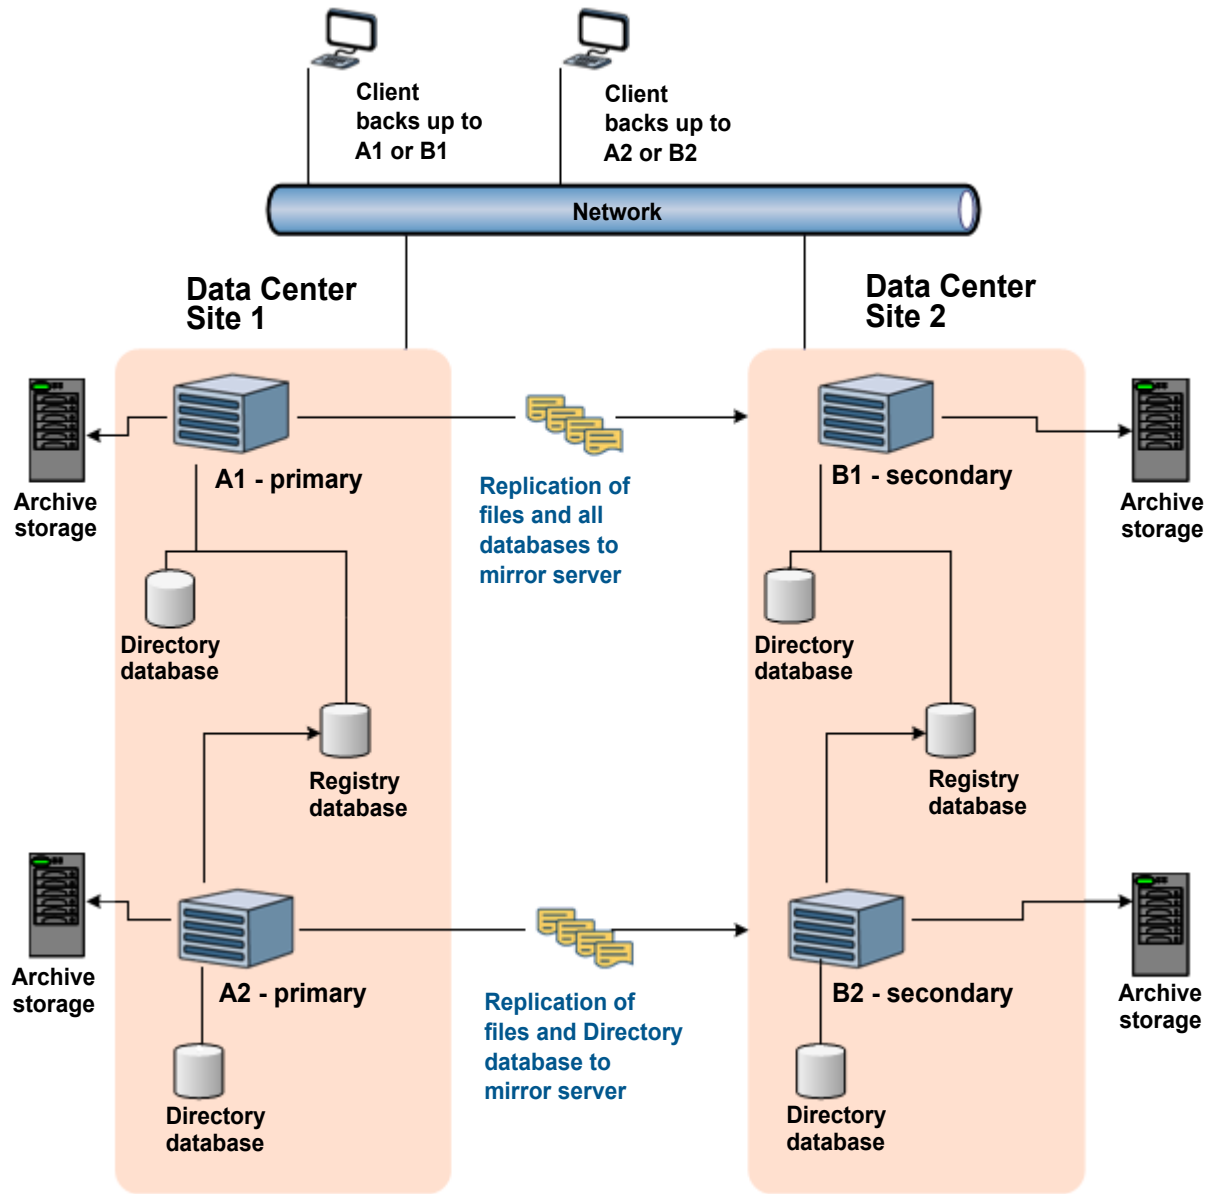 Client
backs up to
A1 or B1
Client
backs up to
A2 or B2
Network
Data Center
Site 1
Data Center
Site 2
A1 - primary
B1 - secondary
Archive
storage
Replication of
files and all
databases to
mirror server
Archive
storage
Directory
database
Directory
database
Registry
database
Registry
database
Archive
storage
A2 - primary
Replication of
files and Directory
database to
mirror server
B2 - secondary
Archive
storage
Directory
database
Directory
database